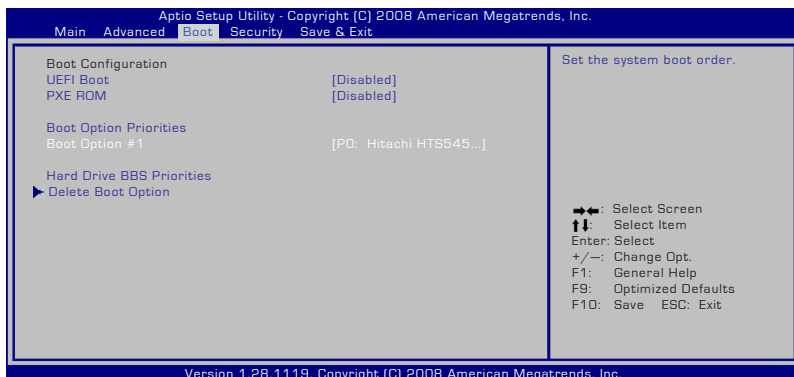 Aptio Setup Utility - Copyright (C) 2008 American Megatrends, Inc.
Main Advanced Boot Security Save & Exit
Boot Configuration
UEFI Boot [Disabled]
PXE ROM [Disabled]
Boot Option Priorities
Boot Option #1 [P0: Hitachi HTS545...]
Hard Drive BBS Priorities
Delete Boot Option
Set the system boot order.
→←: Select Screen
↑↓: Select Item
Enter: Select
+/—: Change Opt.
F1: General Help
F9: Optimized Defaults
F10: Save ESC: Exit
Version 1.28.1119. Copyright (C) 2008 American Megatrends, Inc.